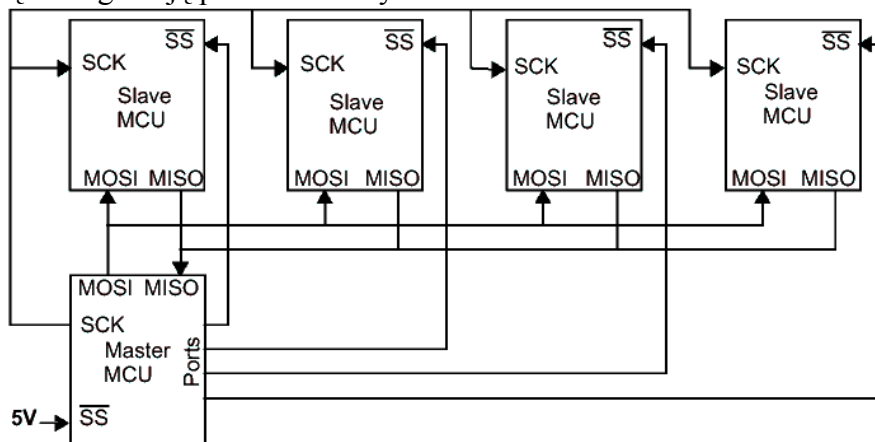 SS SS SS SS
SCK SCK SCK SCK
Slave Slave Slave Slave
MCU MCU MCU MCU
MOSI MISO MOSI MISO MOSI MISO MOSI MISO
MOSI MISO
SCK
Master
MCU
Ports
5V SS